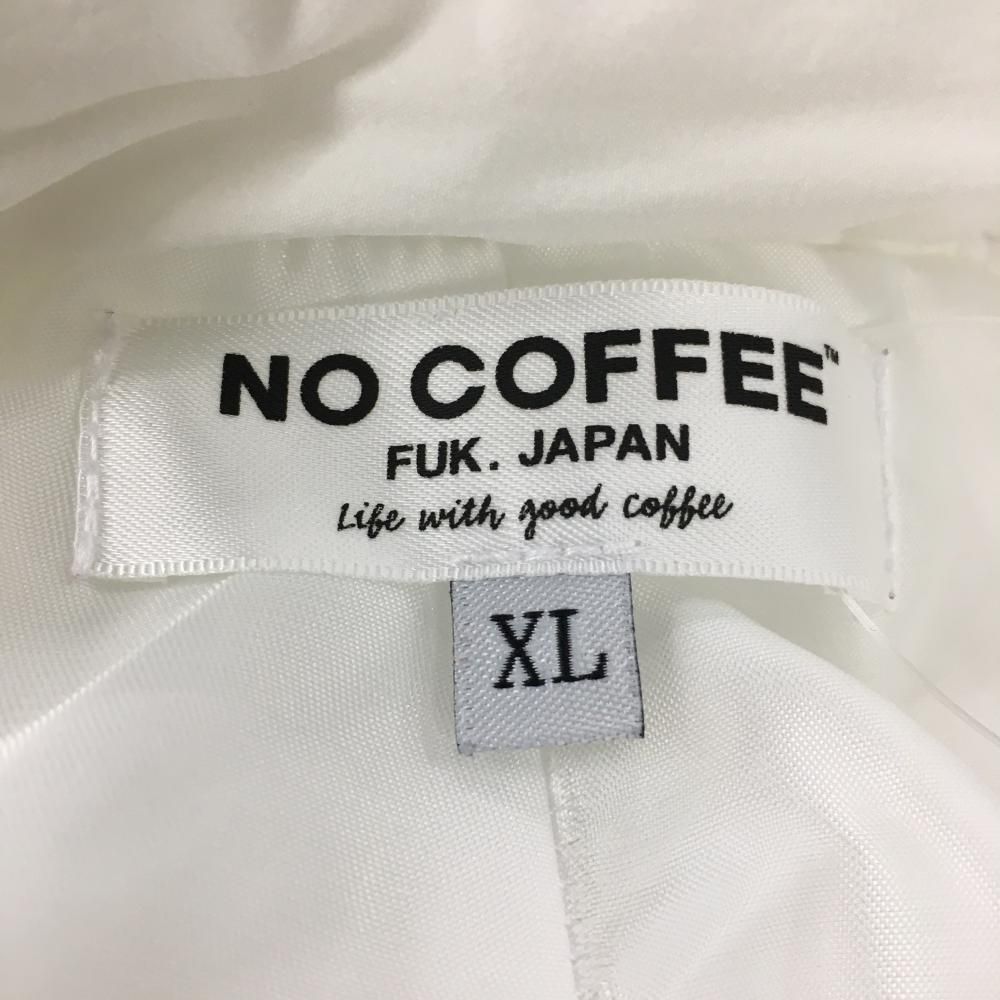 NO COFFEE™
FUK. JAPAN
Life with good coffee
XL